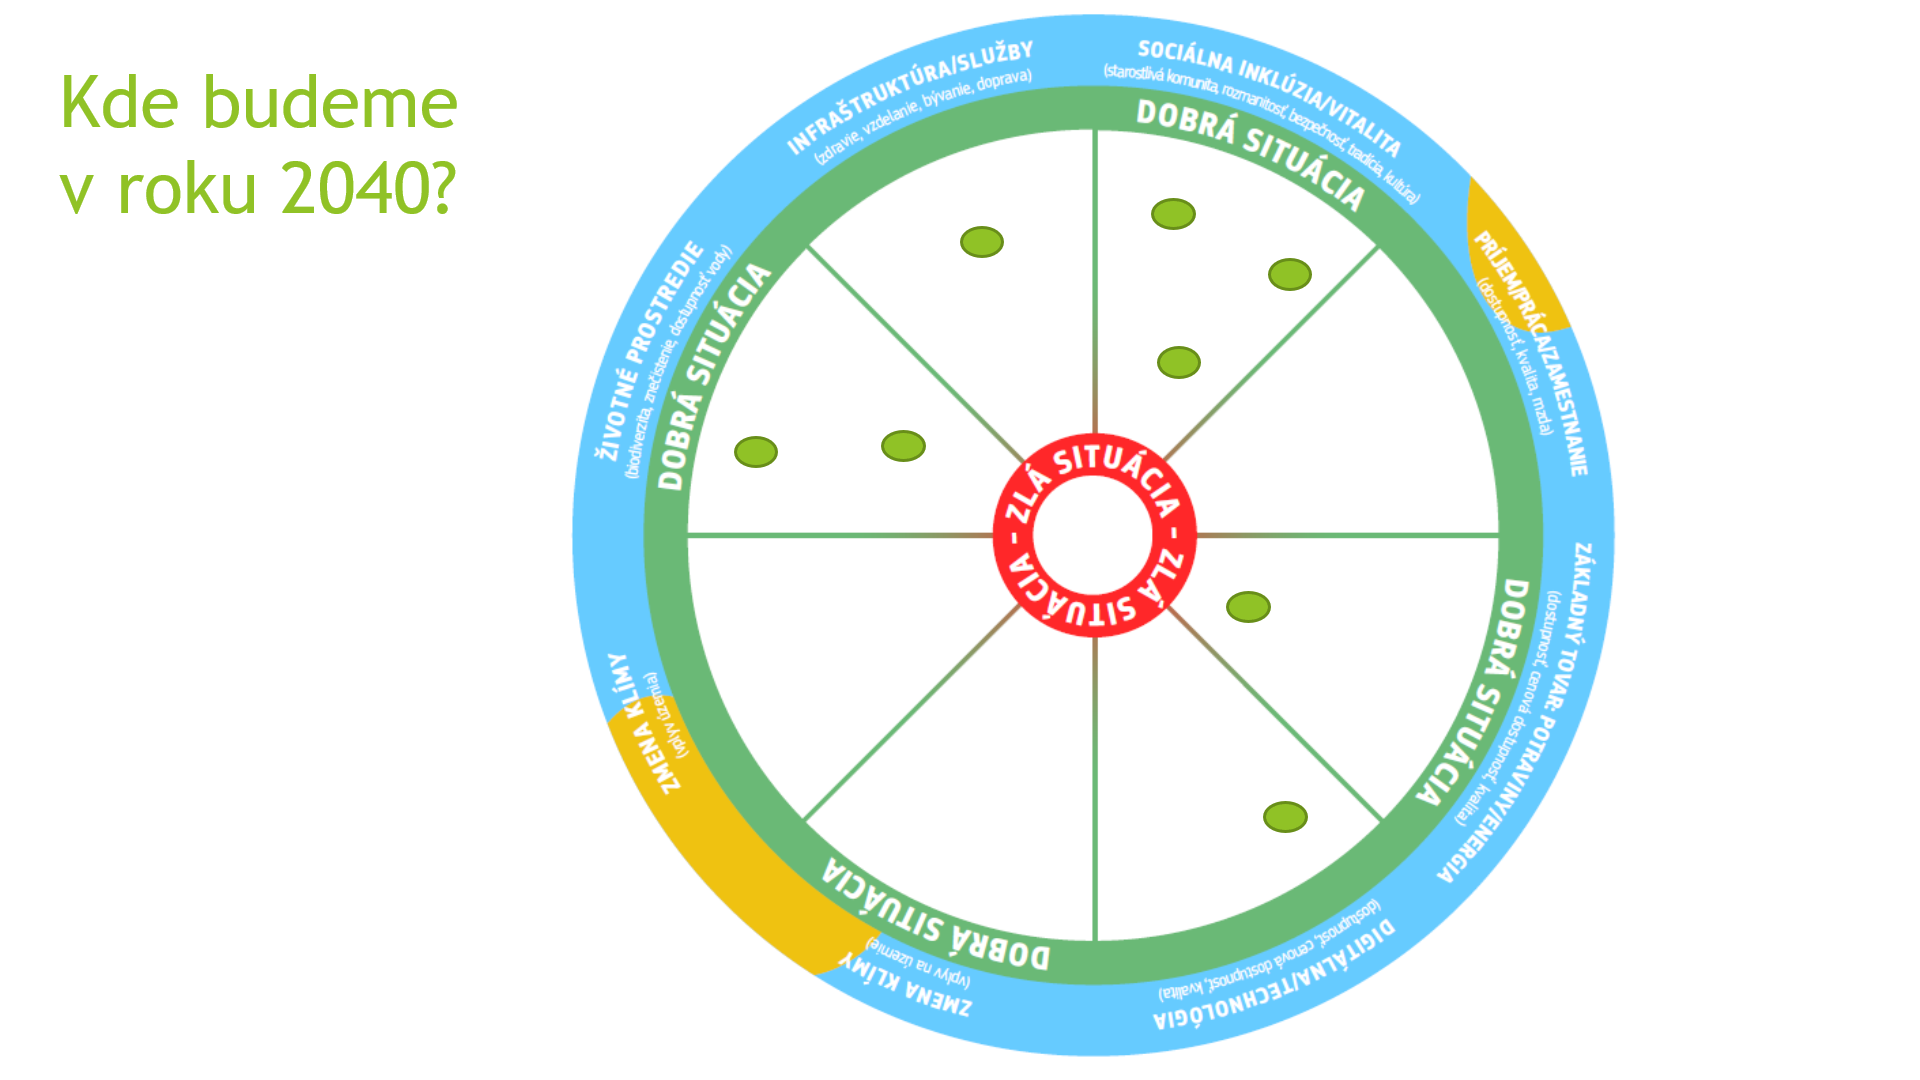 Kde budeme
v roku 2040?
INFRAŠTRUKTÚRA/SLUŽBY
(zdravie, vzdelanie, bývanie, doprava)
SOCIÁLNA INKLÚZIA/VITALITA
(starostlivá komunita, rozmanitosť, bezpečnosť, tradícia, kultúra)
DOBRÁ SITUÁCIA
PRÍJEM/PRÁCA/ZAMESTNANIE
(dostupnosť, kvalita, mzda)
ZÁKLADNÝ TOVAR: POTRAVINY/ENERGIA
(dostupnosť, cenová dostupnosť, kvalita)
DOBRÁ SITUÁCIA
DIGITÁLNA/TECHNOLÓGIA
(dostupnosť, cenová dostupnosť, kvalita)
ZMENA KLÍMY
(vplyv na územie)
DOBRÁ SITUÁCIA
ZMENA KLÍMY
(vplyv územia)
ŽIVOTNÉ PROSTREDIE
(biodiverzita, znečistenie, dostupnosť vody)
DOBRÁ SITUÁCIA
ZLÁ SITUÁCIA - ZLÁ SITUÁCIA -